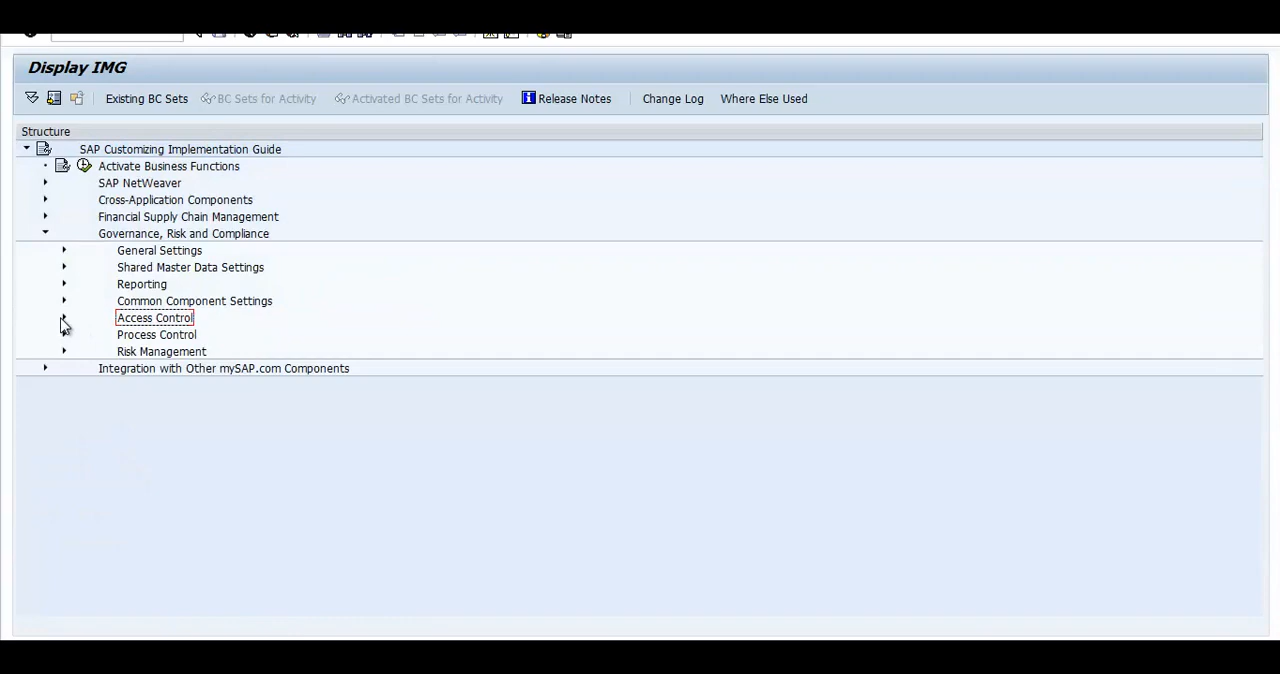 Display IMG
Existing BC Sets BC Sets for Activity Activated BC Sets for Activity Release Notes Change Log Where Else Used
Structure
SAP Customizing Implementation Guide
Activate Business Functions
SAP NetWeaver
Cross-Application Components
Financial Supply Chain Management
Governance, Risk and Compliance
General Settings
Shared Master Data Settings
Reporting
Common Component Settings
Access Control
Process Control
Risk Management
Integration with Other mySAP.com Components